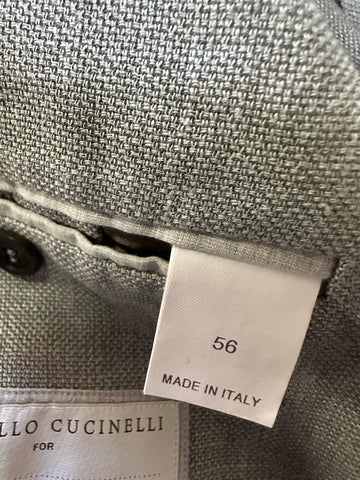 56
MADE IN ITALY
LLO CUCINELLI
FOR